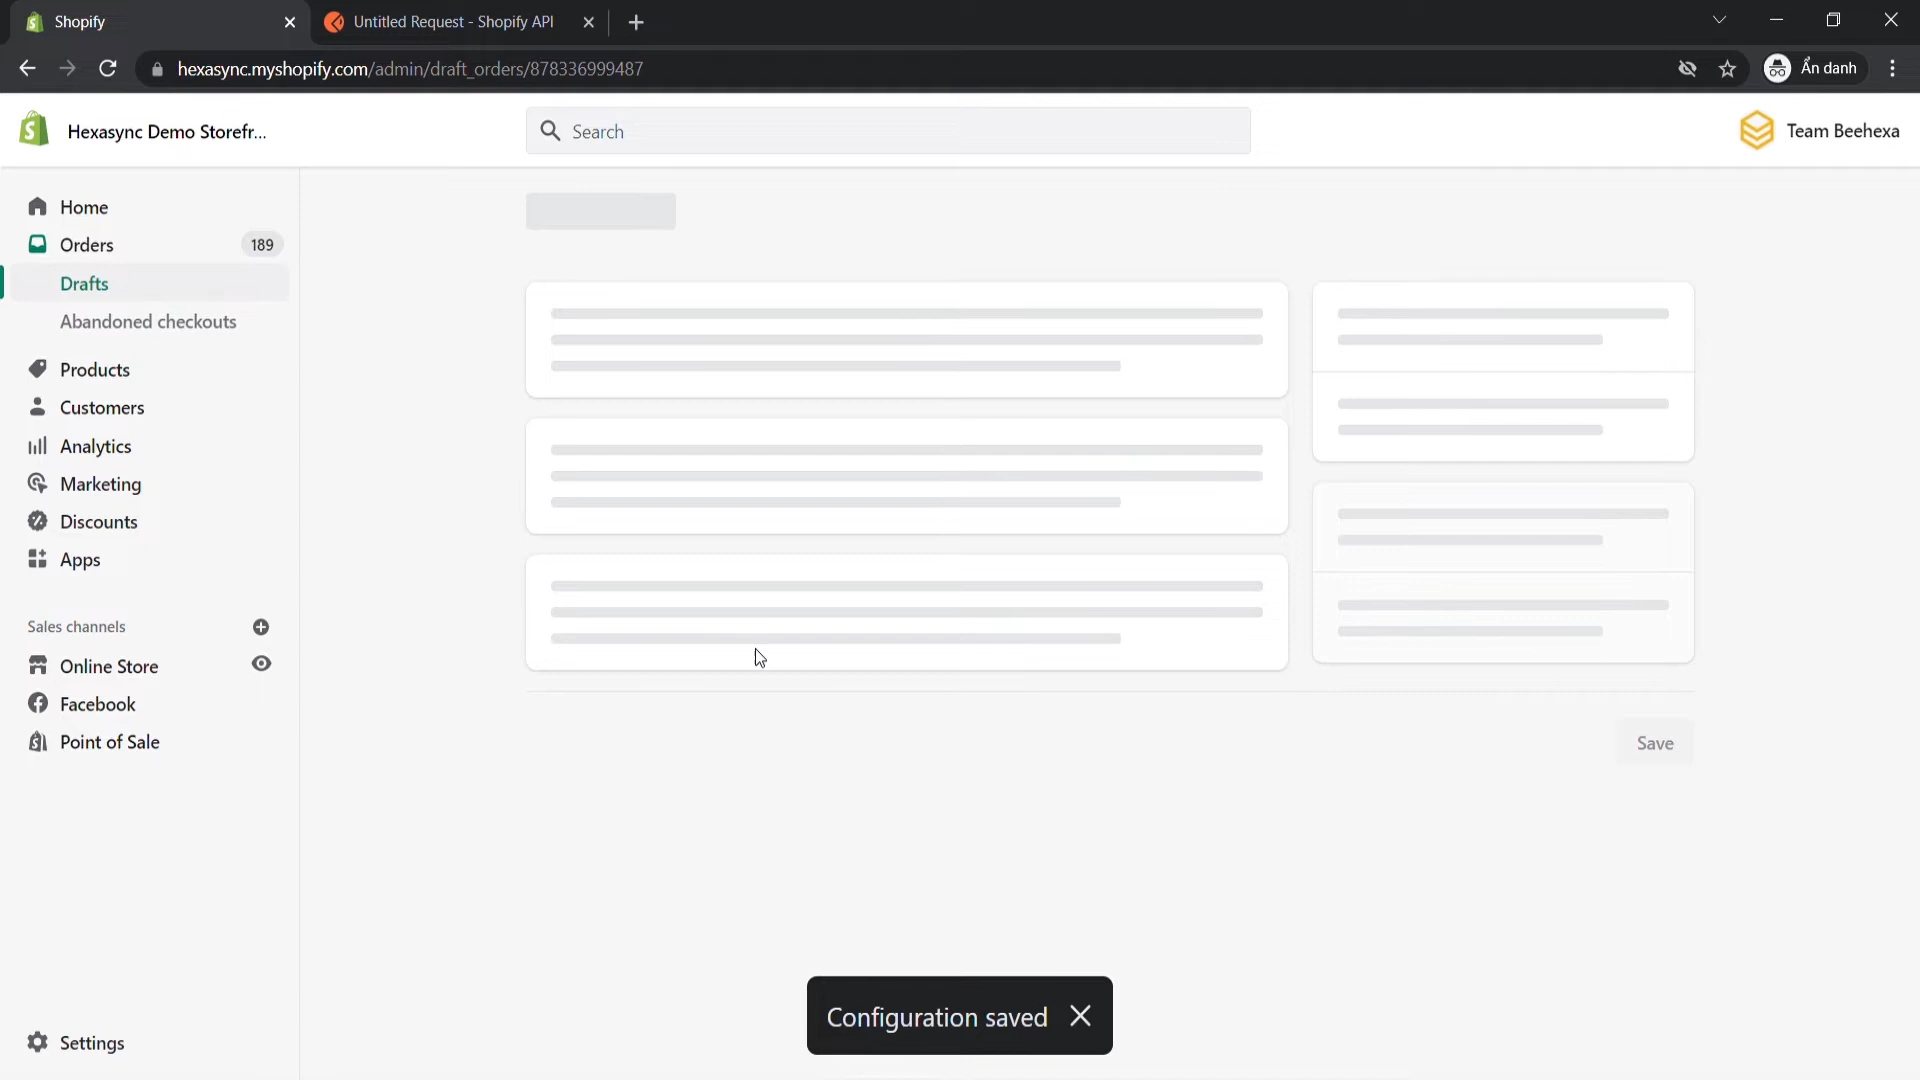 Shopify
Untitled Request - Shopify API
hexasync.myshopify.com/admin/draft_orders/878336999487
Ẩn danh
Hexasync Demo Storefr...
Search
Team Beehexa
Home
Orders 189
Drafts
Abandoned checkouts
Products
Customers
Analytics
Marketing
Discounts
Apps
Sales channels
Online Store
Facebook
Point of Sale
Save
Configuration saved
Settings